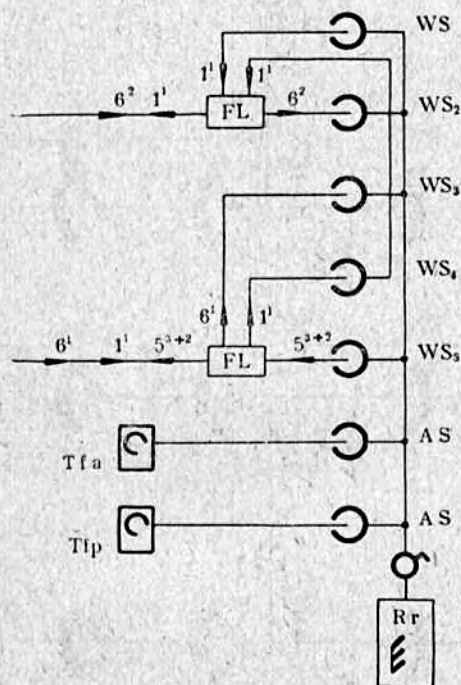 WS
1¹ 1¹
6² 1¹ FL 6² WS₂
WS₃
WS₄
6¹ 1¹
6¹ 1¹ 5³⁺² FL 5³⁺² WS₅
AS
Tfa
AS
Tfp
Rr